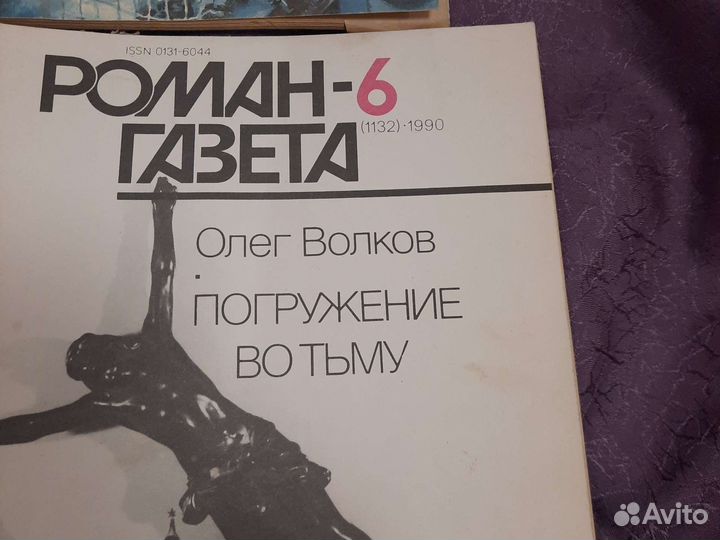 ISSN 0131-6044
РОМАН-6
ГАЗЕТА (1132)·1990
Олег Волков
ПОГРУЖЕНИЕ
ВО ТЬМУ
Avito